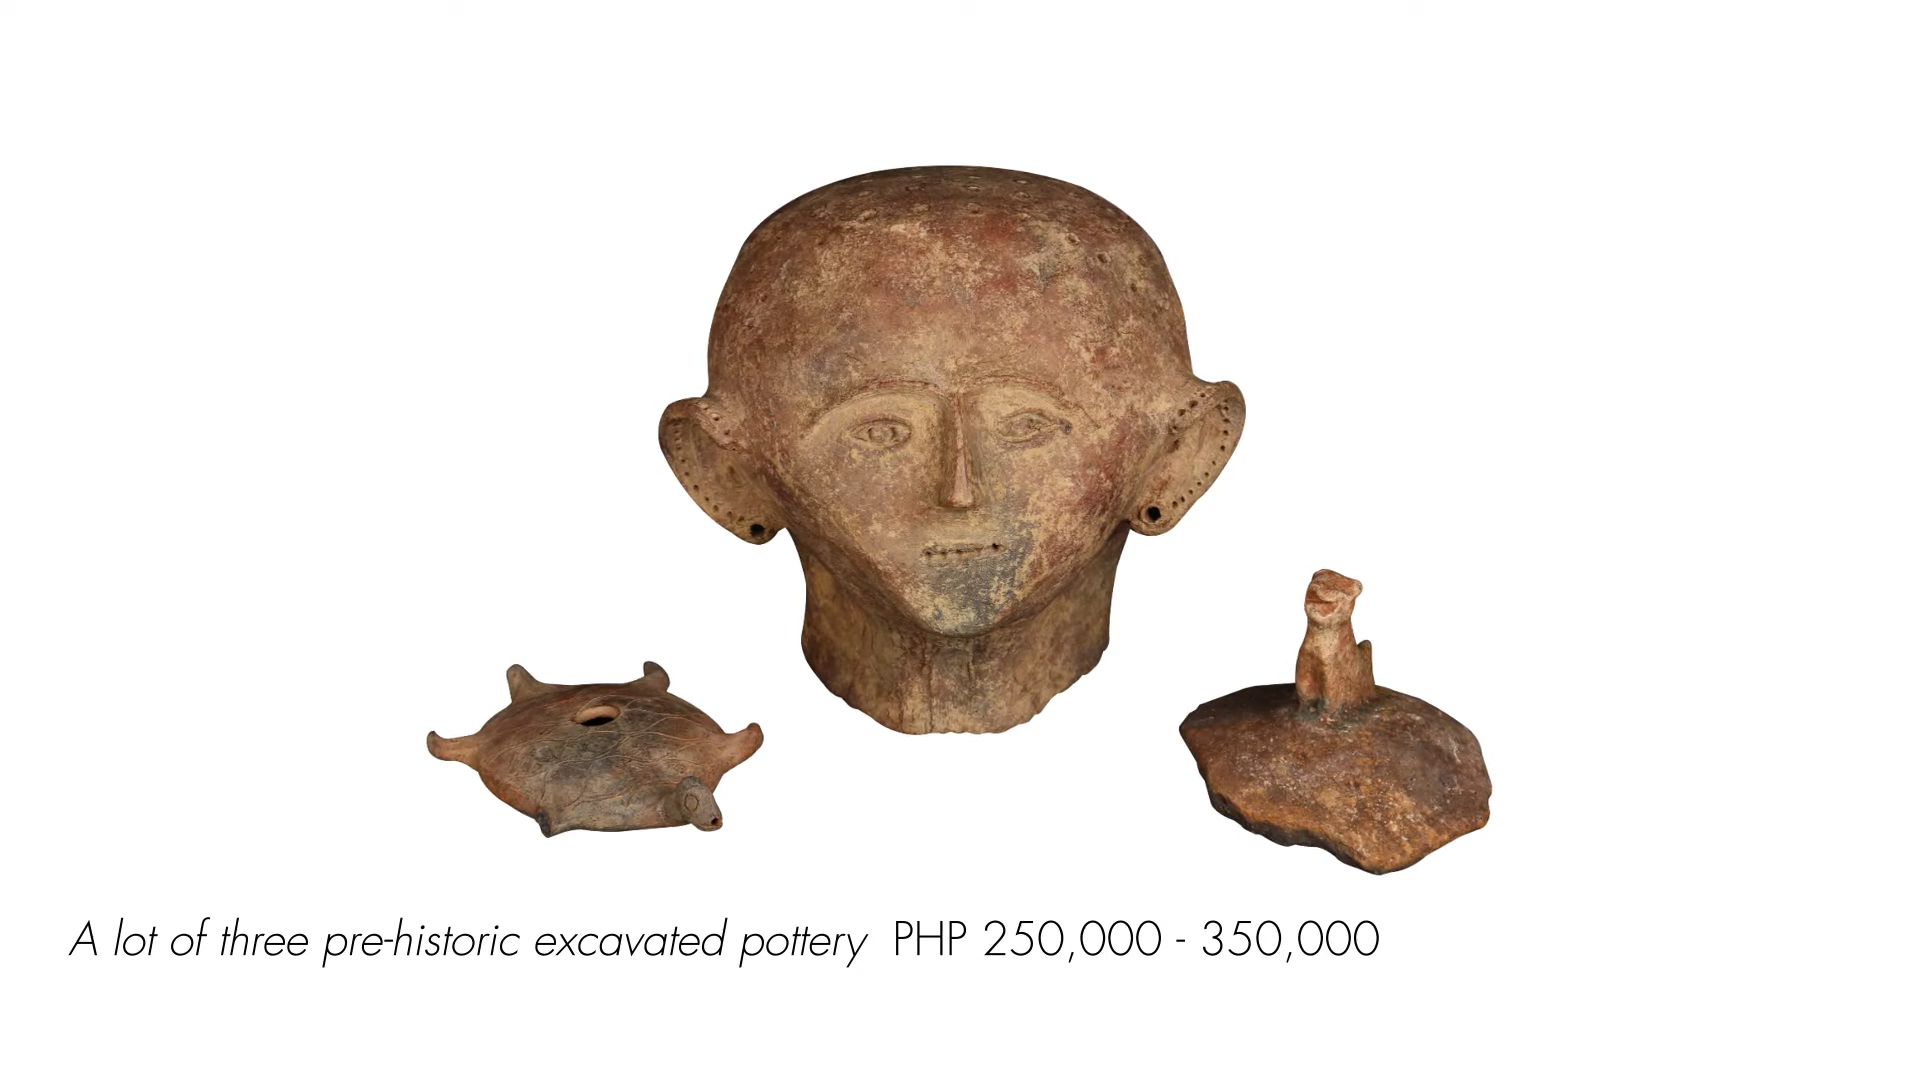 A lot of three pre-historic excavated pottery PHP 250,000 - 350,000